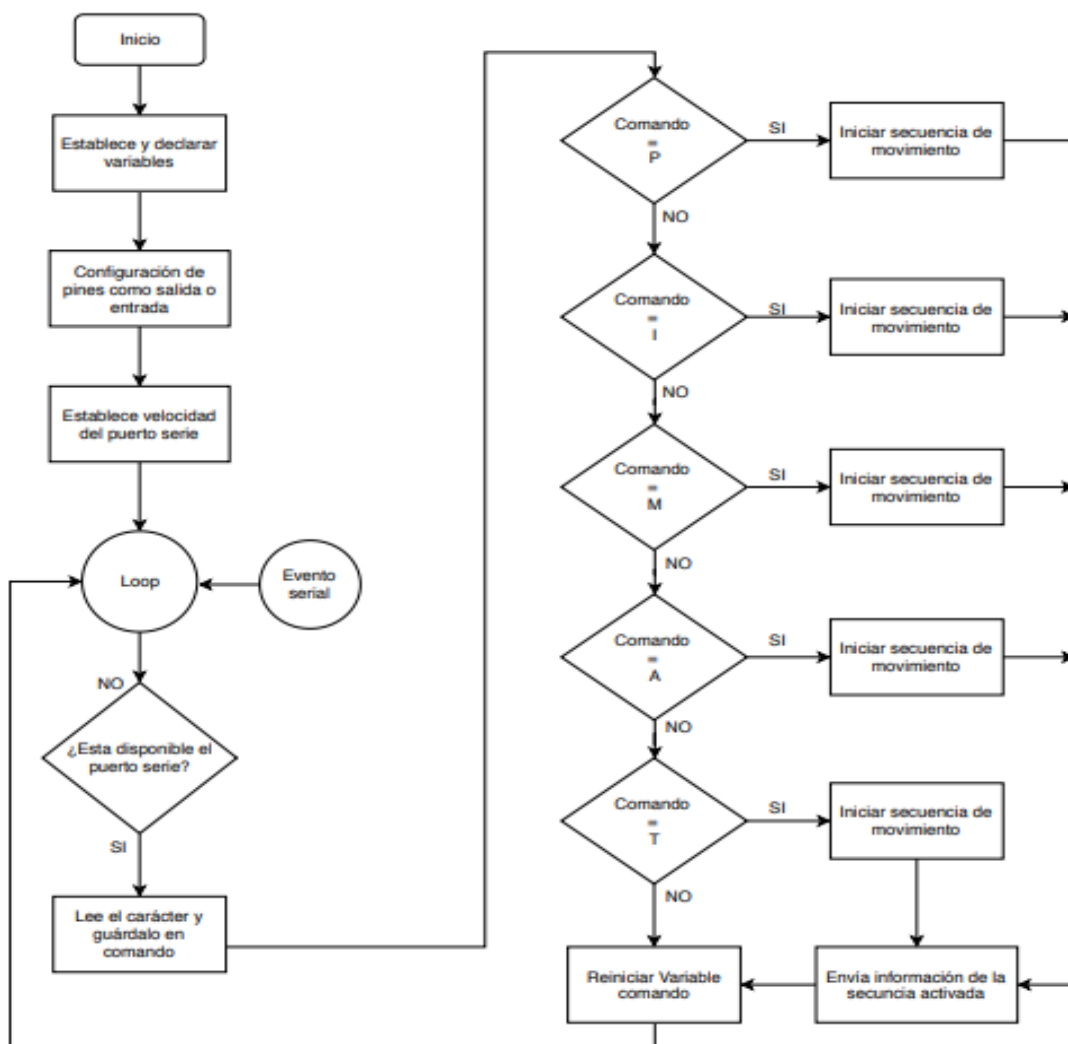 Inicio
Establece y declarar
variables
Configuración de
pines como salida o
entrada
Establece velocidad
del puerto serie
Loop
Evento
serial
NO
¿Esta disponible el
puerto serie?
SI
Lee el carácter y
guárdalo en
comando
Comando
=
P
SI
Iniciar secuencia de
movimiento
NO
Comando
=
I
SI
Iniciar secuencia de
movimiento
NO
Comando
=
M
SI
Iniciar secuencia de
movimiento
NO
Comando
=
A
SI
Iniciar secuencia de
movimiento
NO
Comando
=
T
SI
Iniciar secuencia de
movimiento
NO
Reiniciar Variable
comando
Envía información de la
secuncia activada